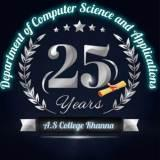 Department of Computer Science and Applications
25
Years
A.S College Khanna